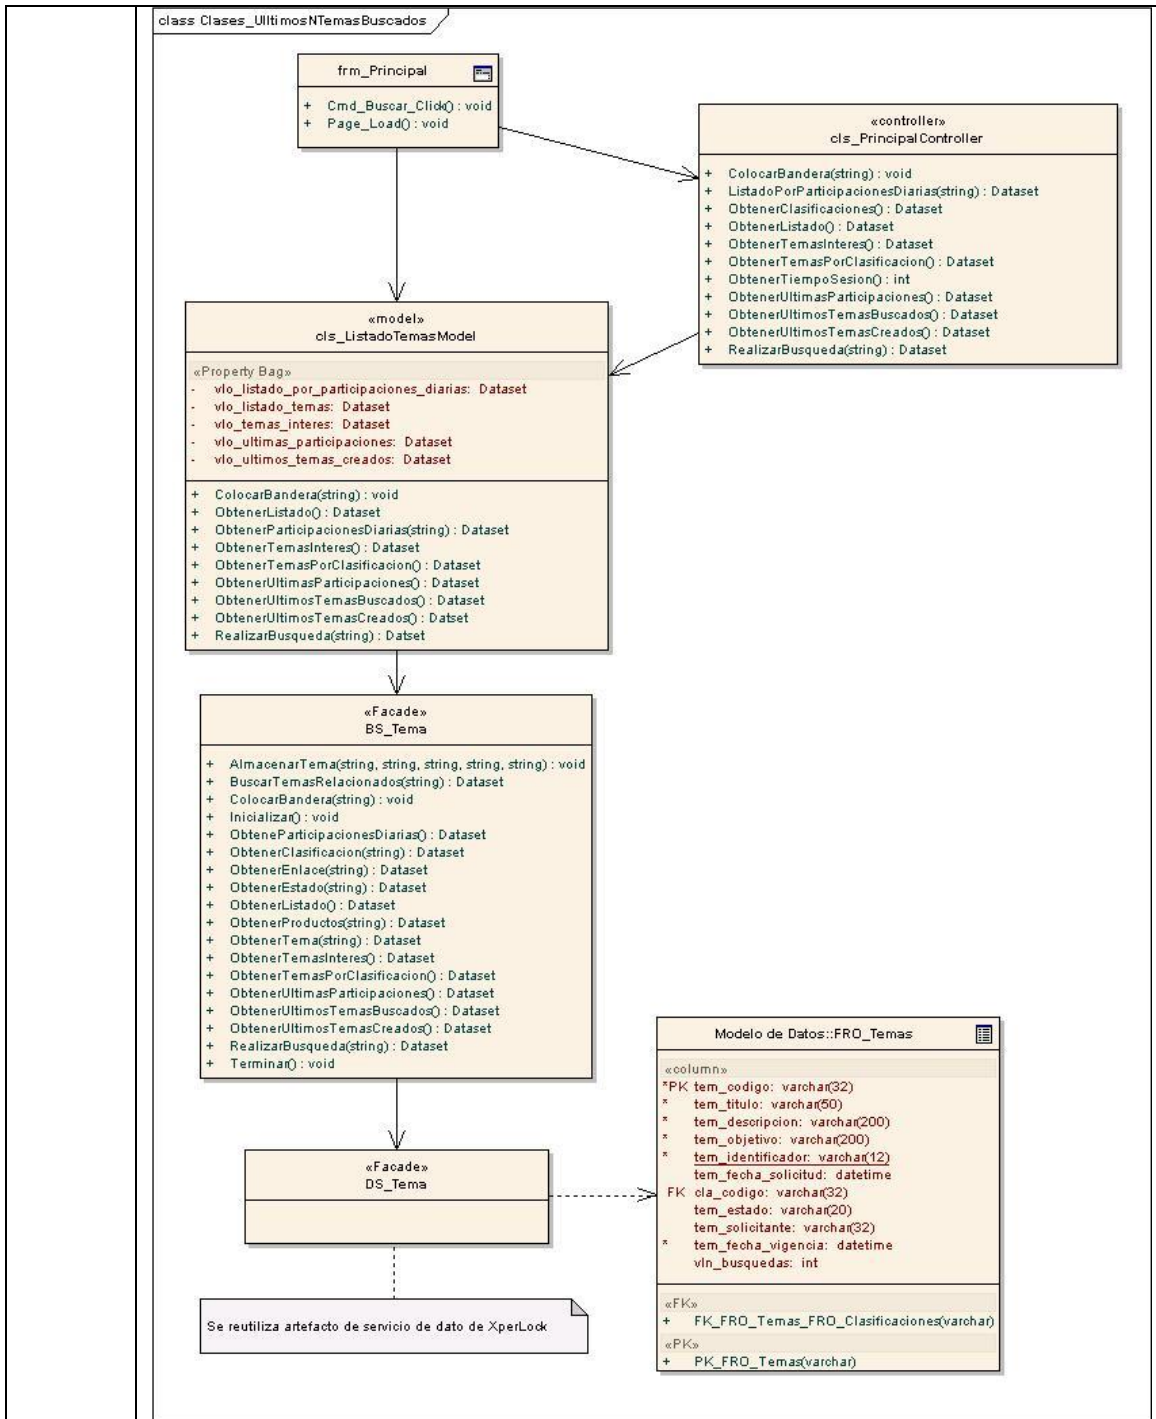 class Clases_UlltimosNTemasBuscados
frm_Principal
+ Cmd_Buscar_Click() : void
+ Page_Load() : void
«controller»
cls_PrincipalController
+ ColocarBandera(string) : void
+ ListadoPorParticipacionesDiarias(string) : Dataset
+ ObtenerClasificaciones() : Dataset
+ ObtenerListado() : Dataset
+ ObtenerTemasInteres() : Dataset
+ ObtenerTemasPorClasificacion() : Dataset
+ ObtenerTiempoSesion() : int
+ ObtenerUltimasParticipaciones() : Dataset
+ ObtenerUltimosTemasBuscados() : Dataset
+ ObtenerUltimosTemasCreados() : Dataset
+ RealizarBusqueda(string) : Dataset
«model»
cls_ListadoTemasModel
«Property Bag»
- vlo_listado_por_participaciones_diarias: Dataset
- vlo_listado_temas: Dataset
- vlo_temas_interes: Dataset
- vlo_ultimas_participaciones: Dataset
- vlo_ultimos_temas_creados: Dataset
+ ColocarBandera(string) : void
+ ObtenerListado() : Dataset
+ ObtenerParticipacionesDiarias(string) : Dataset
+ ObtenerTemasInteres() : Dataset
+ ObtenerTemasPorClasificacion() : Dataset
+ ObtenerUltimasParticipaciones() : Dataset
+ ObtenerUltimosTemasBuscados() : Dataset
+ ObtenerUltimosTemasCreados() : Datset
+ RealizarBusqueda(string) : Datset
«Facade»
BS_Tema
+ AlmacenarTema(string, string, string, string, string) : void
+ BuscarTemasRelacionados(string) : Dataset
+ ColocarBandera(string) : void
+ Inicializar() : void
+ ObteneParticipacionesDiarias() : Dataset
+ ObtenerClasificacion(string) : Dataset
+ ObtenerEnlace(string) : Dataset
+ ObtenerEstado(string) : Dataset
+ ObtenerListado() : Dataset
+ ObtenerProductos(string) : Dataset
+ ObtenerTema(string) : Dataset
+ ObtenerTemasInteres() : Dataset
+ ObtenerTemasPorClasificacion() : Dataset
+ ObtenerUltimasParticipaciones() : Dataset
+ ObtenerUltimosTemasBuscados() : Dataset
+ ObtenerUltimosTemasCreados() : Dataset
+ RealizarBusqueda(string) : Dataset
+ Terminar() : void
«Facade»
DS_Tema
Se reutiliza artefacto de servicio de dato de XperLock
Modelo de Datos::FRO_Temas
«column»
*PK tem_codigo: varchar(32)
* tem_titulo: varchar(50)
* tem_descripcion: varchar(200)
* tem_objetivo: varchar(200)
* tem_identificador: varchar(12)
tem_fecha_solicitud: datetime
FK cla_codigo: varchar(32)
tem_estado: varchar(20)
tem_solicitante: varchar(32)
* tem_fecha_vigencia: datetime
vln_busquedas: int
«FK»
+ FK_FRO_Temas_FRO_Clasificaciones(varchar)
«PK»
+ PK_FRO_Temas(varchar)